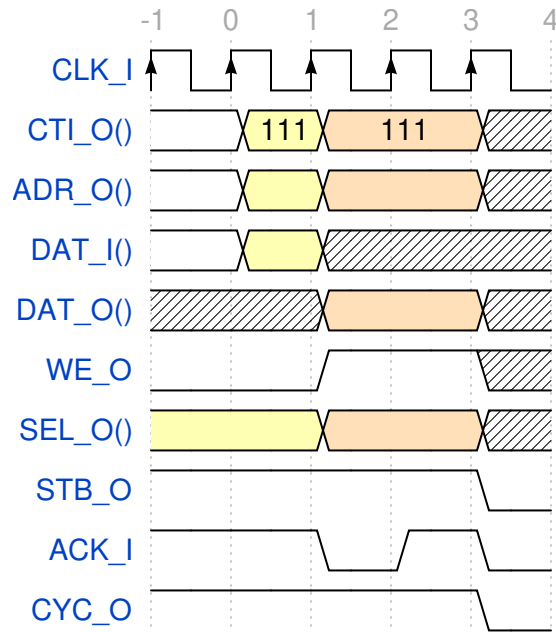 -1 0 1 2 3 4
CLK_I
CTI_O() 111 111
ADR_O()
DAT_I()
DAT_O()
WE_O
SEL_O()
STB_O
ACK_I
CYC_O